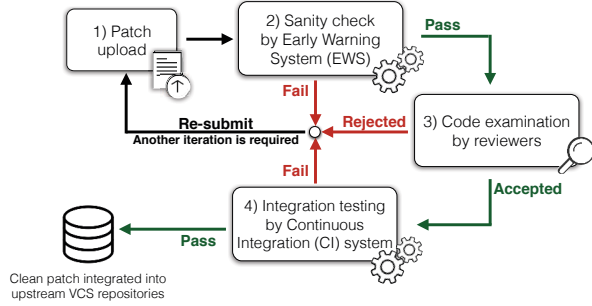 1) Patch
upload
2) Sanity check
by Early Warning
System (EWS)
Pass
Fail
3) Code examination
by reviewers
Rejected
Re-submit
Another iteration is required
Fail
Accepted
4) Integration testing
by Continuous
Integration (CI) system
Pass
Clean patch integrated into
upstream VCS repositories